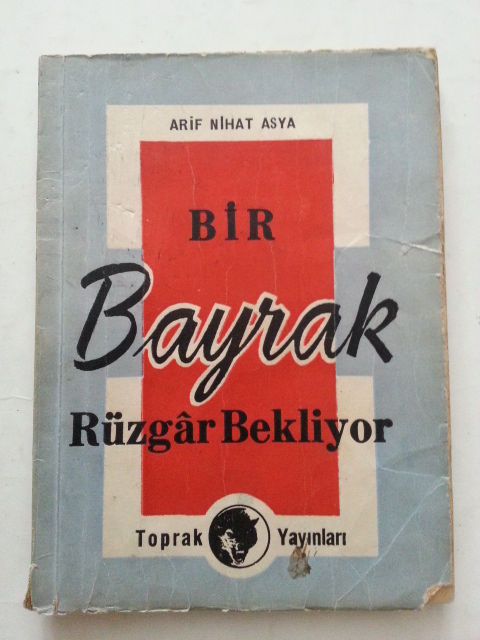 ARİF NİHAT ASYA
BİR
Bayrak
Rüzgâr Bekliyor
Toprak Yayınları